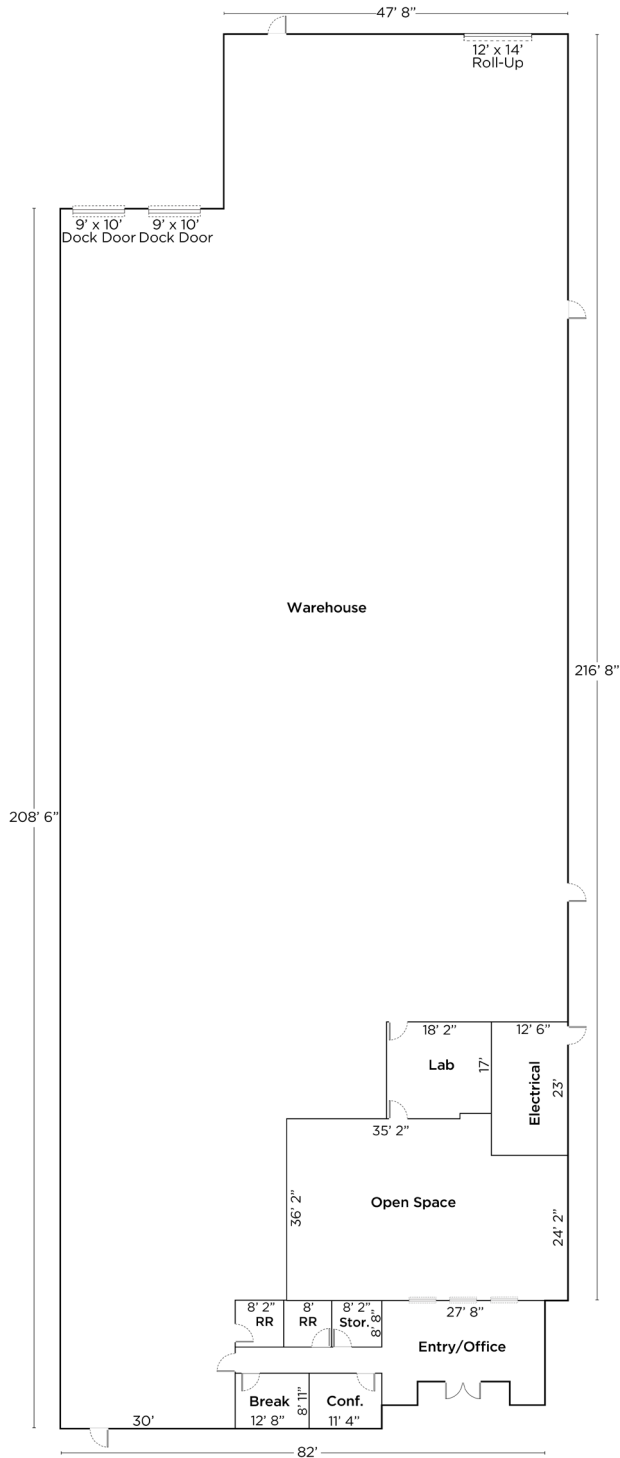 47’ 8”
12’ x 14’
Roll-Up
9’ x 10’
Dock Door
9’ x 10’
Dock Door
Warehouse
216’ 8”
208’ 6”
18’ 2”
12’ 6”
Lab
17’
Electrical
23’
35’ 2”
Open Space
36’ 2”
24’ 2”
8’ 2”
RR
8’
RR
8’ 2”
Stor.
8’ 8”
27’ 8”
Entry/Office
Break
12’ 8”
8’ 11”
Conf.
11’ 4”
30’
82’